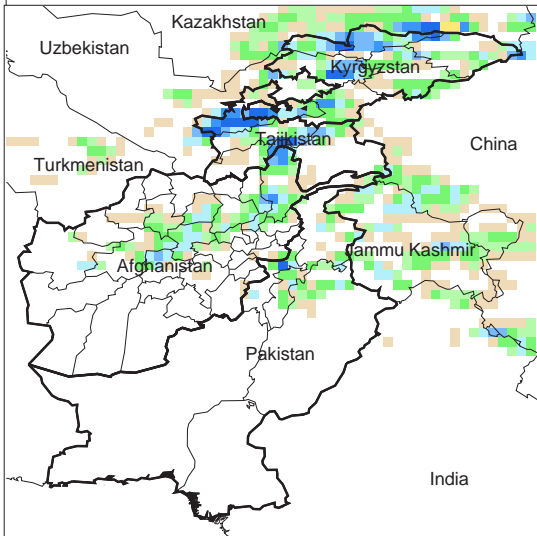 Kazakhstan
Uzbekistan
Kyrgyzstan
Tajikistan
China
Turkmenistan
Jammu Kashmir
Afghanistan
Pakistan
India